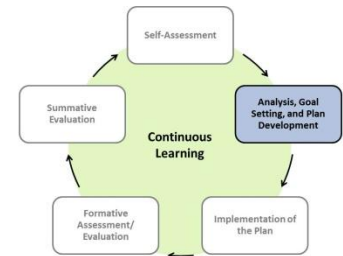 Self-Assessment
Analysis, Goal
Setting, and Plan
Development
Implementation of
the Plan
Formative
Assessment/
Evaluation
Summative
Evaluation
Continuous
Learning